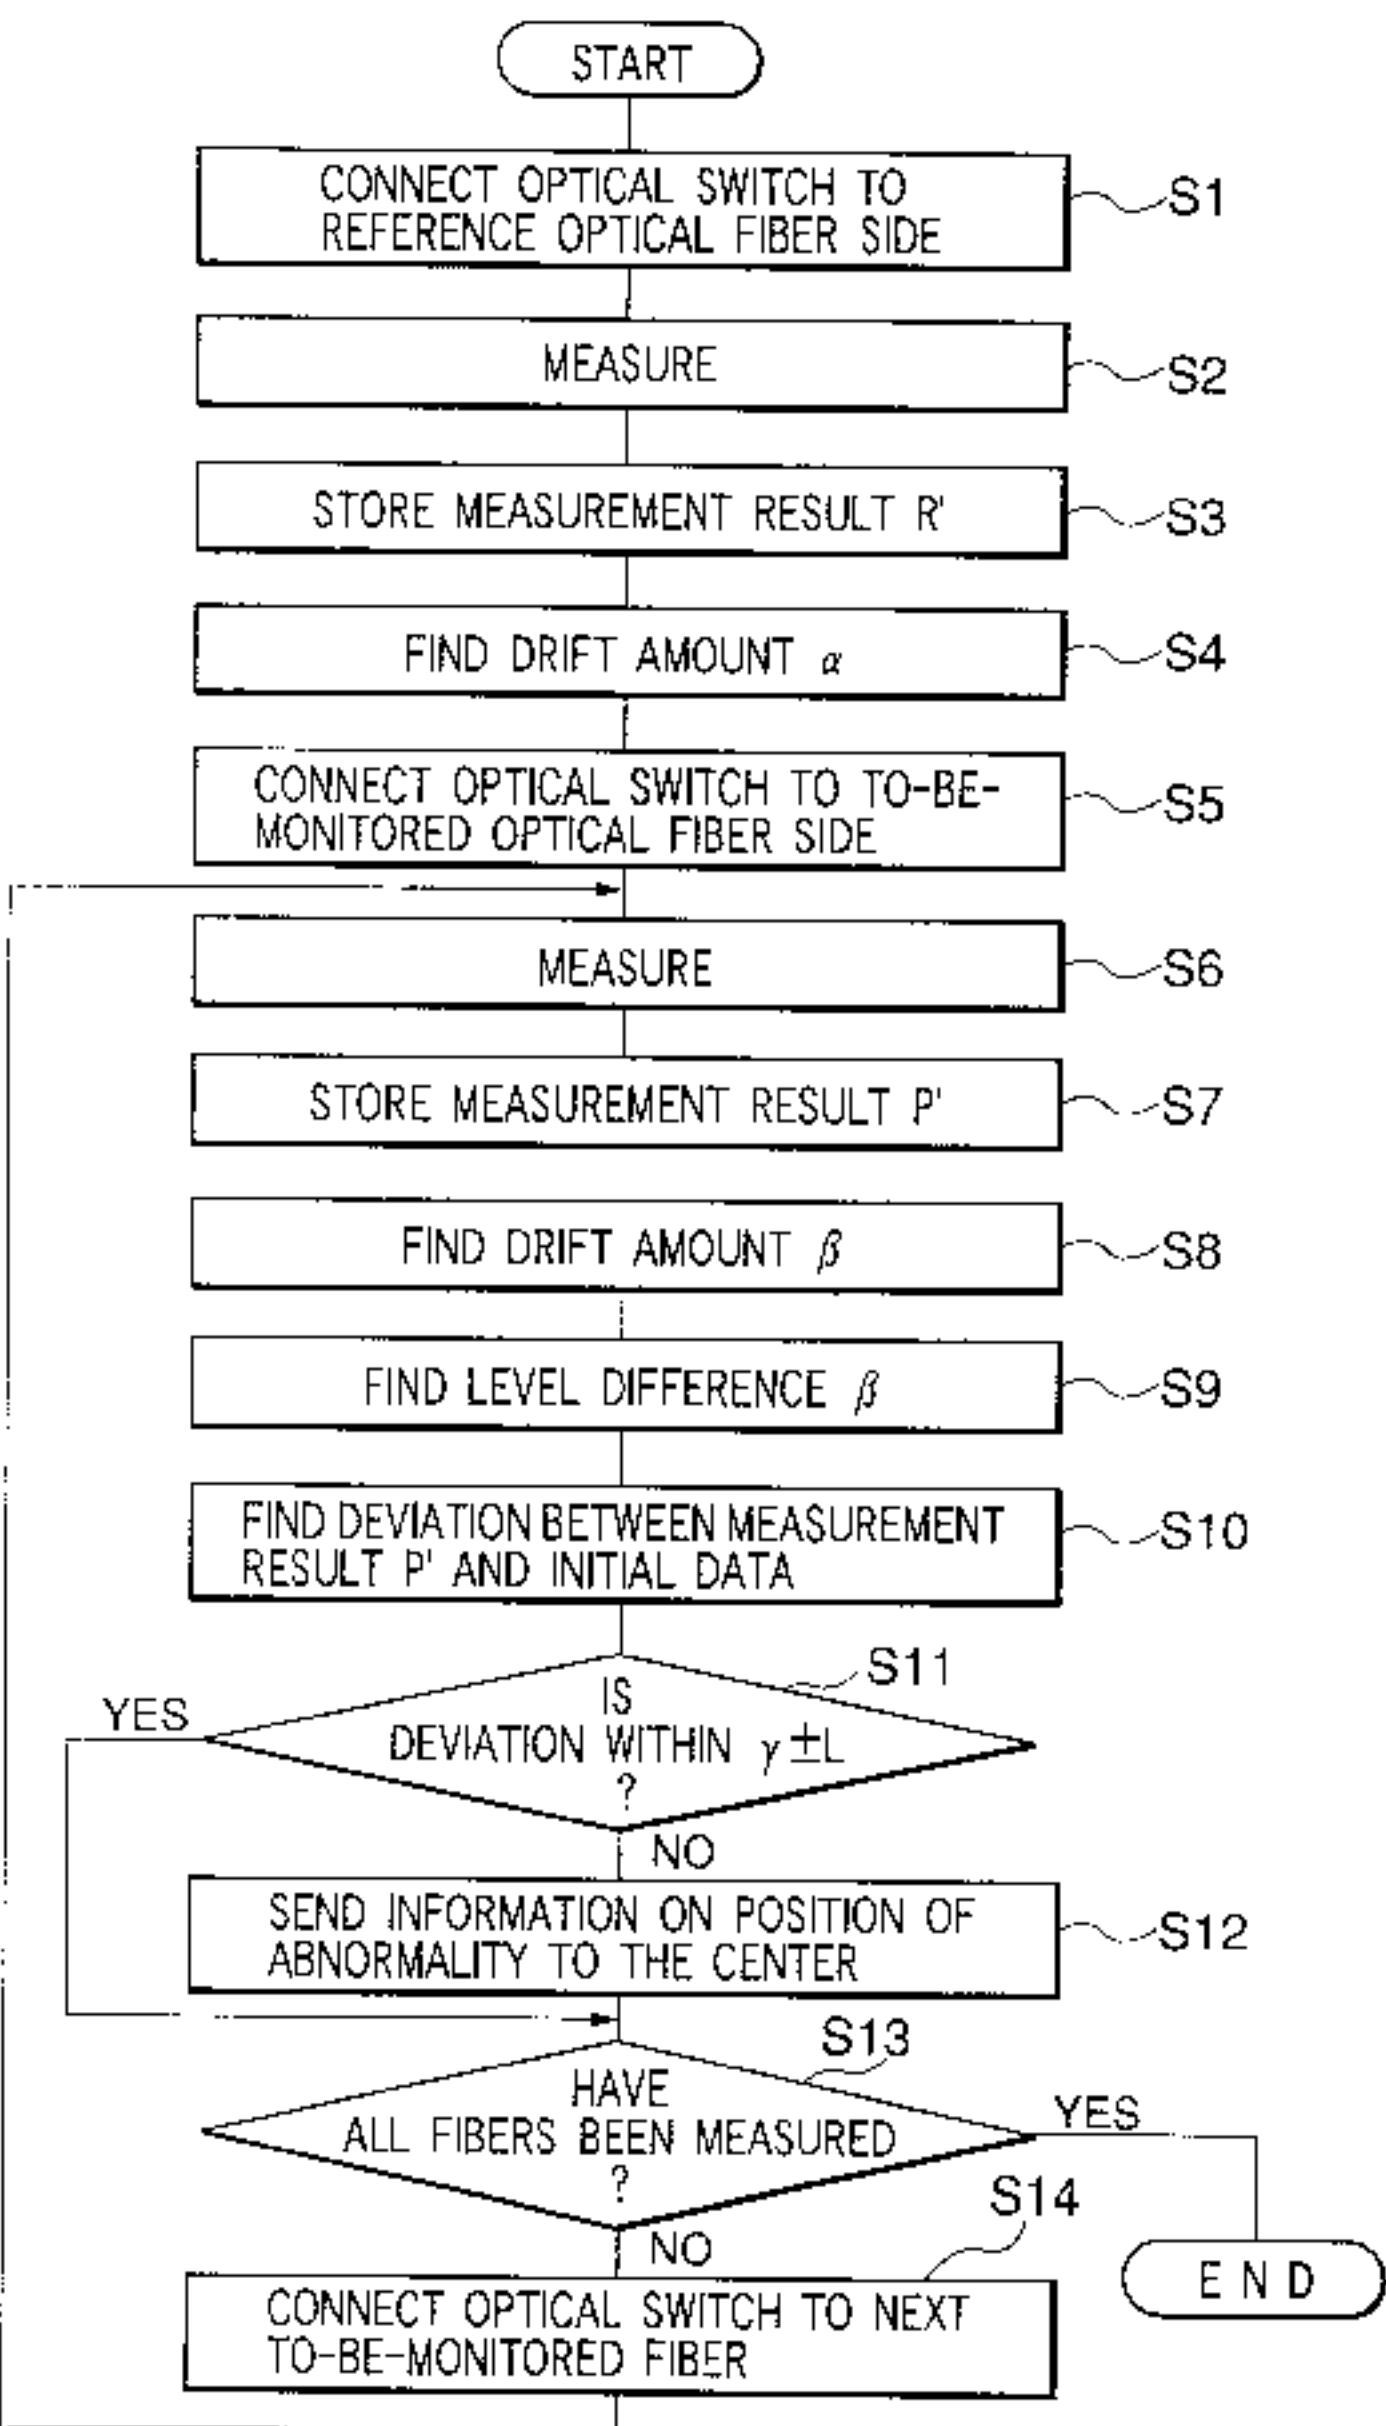 START
CONNECT OPTICAL SWITCH TO
REFERENCE OPTICAL FIBER SIDE
S1
MEASURE
S2
STORE MEASUREMENT RESULT R'
S3
FIND DRIFT AMOUNT α
S4
CONNECT OPTICAL SWITCH TO TO-BE-
MONITORED OPTICAL FIBER SIDE
S5
MEASURE
S6
STORE MEASUREMENT RESULT P'
S7
FIND DRIFT AMOUNT β
S8
FIND LEVEL DIFFERENCE β
S9
FIND DEVIATION BETWEEN MEASUREMENT
RESULT P' AND INITIAL DATA
S10
S11
IS
DEVIATION WITHIN γ ±L
?
YES
NO
SEND INFORMATION ON POSITION OF
ABNORMALITY TO THE CENTER
S12
S13
HAVE
ALL FIBERS BEEN MEASURED
?
YES
NO
S14
CONNECT OPTICAL SWITCH TO NEXT
TO-BE-MONITORED FIBER
END